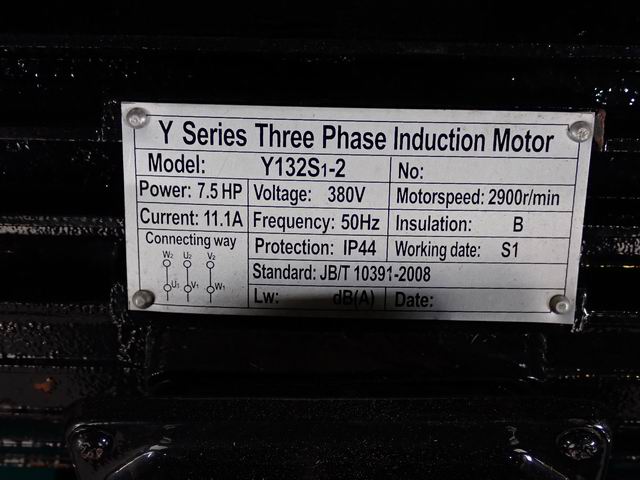 Y Series Three Phase Induction Motor
Model: Y132S1-2 No:
Power: 7.5 HP Voltage: 380V Motorspeed: 2900r/min
Current: 11.1A Frequency: 50Hz Insulation: B
Connecting way Protection: IP44 Working date: S1
W2 U2 V2
Standard: JB/T 10391-2008
U1 V1 W1
Lw: dB(A) Date: